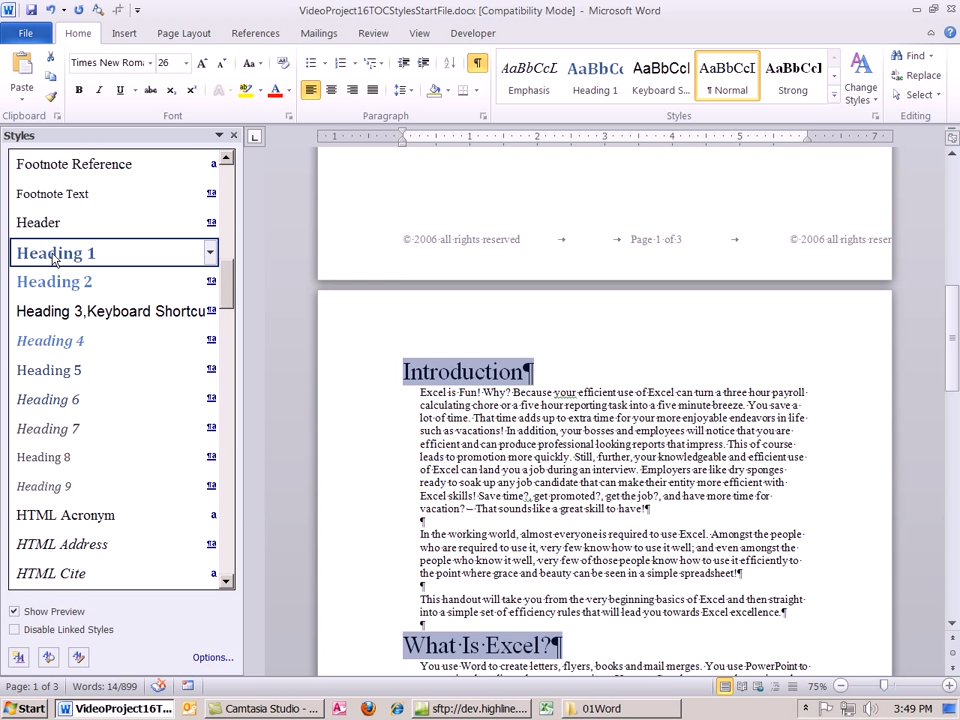 VideoProject16TOCStylesStartFile.docx [Compatibility Mode] - Microsoft Word
File Home Insert Page Layout References Mailings Review View Developer
Paste
Clipboard
Times New Rom 26
Font
Paragraph
AaBbCcL AaBbCc AaBbCcl AaBbCcI AaBbCcl
Emphasis Heading 1 Keyboard S... ¶ Normal Strong
Change Styles
Styles
Find
Replace
Select
Editing
Styles
Footnote Reference a
Footnote Text ¶a
Header ¶a
Heading 1
Heading 2 ¶a
Heading 3,Keyboard Shortcu ¶a
Heading 4 ¶a
Heading 5 ¶a
Heading 6 ¶a
Heading 7 ¶a
Heading 8 ¶a
Heading 9 ¶a
HTML Acronym a
HTML Address ¶a
HTML Cite a
Show Preview
Disable Linked Styles
Options...
1 1 2 3 4 5 6 7
©·2006·all·rights·reserved → → Page·1·of·3 → ©·2006·all·rights·reser
Introduction¶
Excel·is·Fun!·Why?·Because·your·efficient·use·of·Excel·can·turn·a·three·hour·payroll·
calculating·chore·or·a·five·hour·reporting·task·into·a·five·minute·breeze.·You·save·a·
lot·of·time.·That·time·adds·up·to·extra·time·for·your·more·enjoyable·endeavors·in·life·
such·as·vacations!·In·addition,·your·bosses·and·employees·will·notice·that·you·are·
efficient·and·can·produce·professional·looking·reports·that·impress.·This·of·course·
leads·to·promotion·more·quickly.·Still,·further,·your·knowledgeable·and·efficient·use·
of·Excel·can·land·you·a·job·during·an·interview.·Employers·are·like·dry·sponges·
ready·to·soak·up·any·job·candidate·that·can·make·their·entity·more·efficient·with·
Excel·skills!·Save·time?,·get·promoted?,·get·the·job?,·and·have·more·time·for·
vacation?·–·That·sounds·like·a·great·skill·to·have!¶
¶
In·the·working·world,·almost·everyone·is·required·to·use·Excel.·Amongst·the·people·
who·are·required·to·use·it,·very·few·know·how·to·use·it·well;·and·even·amongst·the·
people·who·know·it·well,·very·few·of·those·people·know·how·to·use·it·efficiently·to·
the·point·where·grace·and·beauty·can·be·seen·in·a·simple·spreadsheet!¶
¶
This·handout·will·take·you·from·the·very·beginning·basics·of·Excel·and·then·straight·
into·a·simple·set·of·efficiency·rules·that·will·lead·you·towards·Excel·excellence.¶
¶
What·Is·Excel?¶
You·use·Word·to·create·letters,·flyers,·books·and·mail·merges.·You·use·PowerPoint·to·
Page: 1 of 3 Words: 14/899 75%
Start VideoProject16T... Camtasia Studio - ... sftp://dev.highline... 01Word 3:49 PM